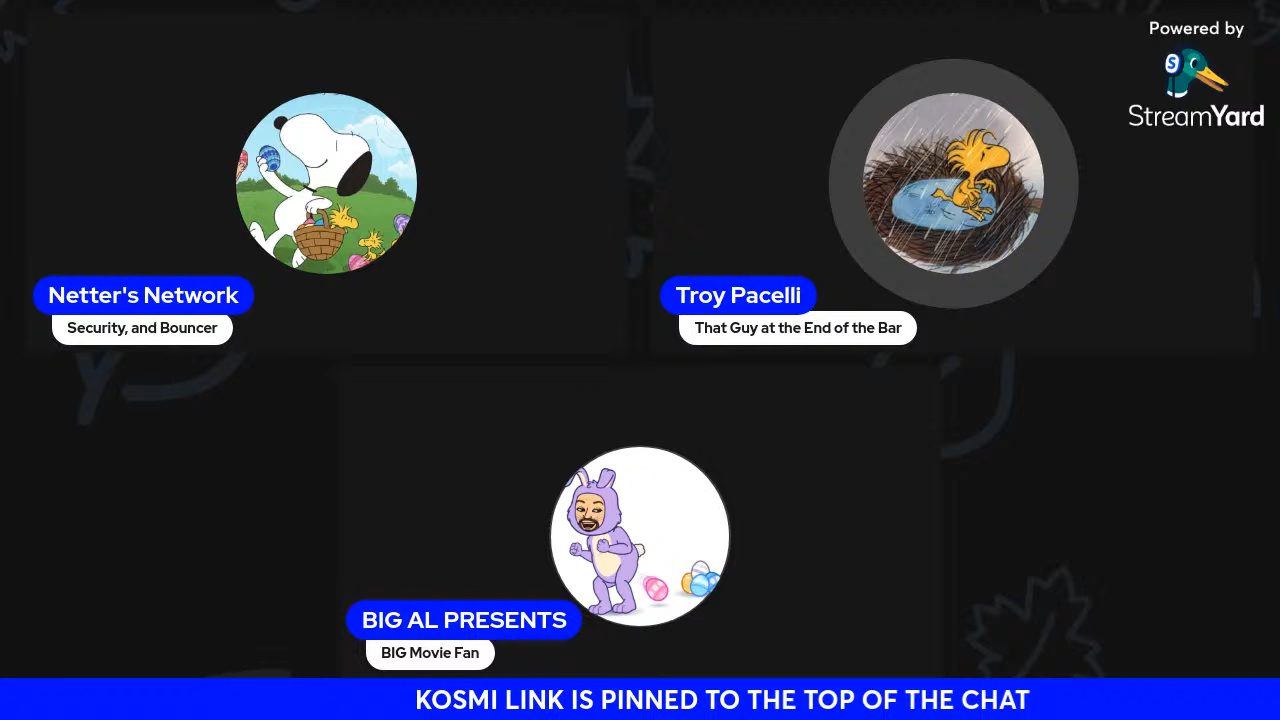 Powered by
S
StreamYard
Netter's Network
Security, and Bouncer
Troy Pacelli
That Guy at the End of the Bar
BIG AL PRESENTS
BIG Movie Fan
KOSMI LINK IS PINNED TO THE TOP OF THE CHAT